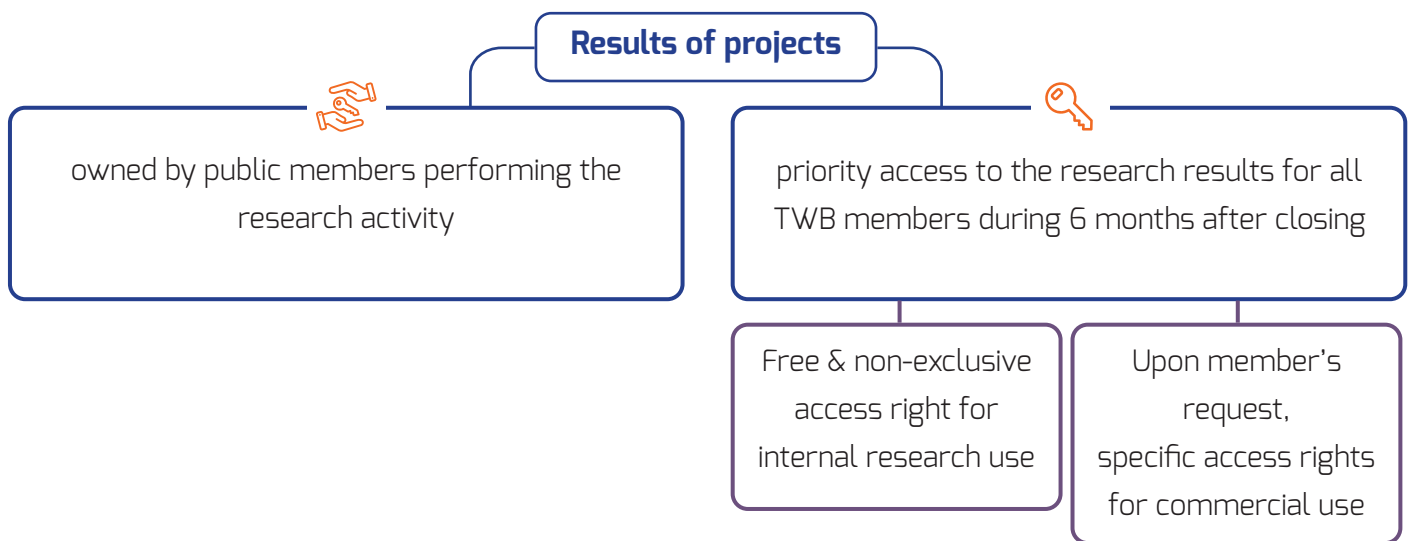 Results of projects
owned by public members performing the
research activity
priority access to the research results for all
TWB members during 6 months after closing
Free & non-exclusive
access right for
internal research use
Upon member’s
request,
specific access rights
for commercial use